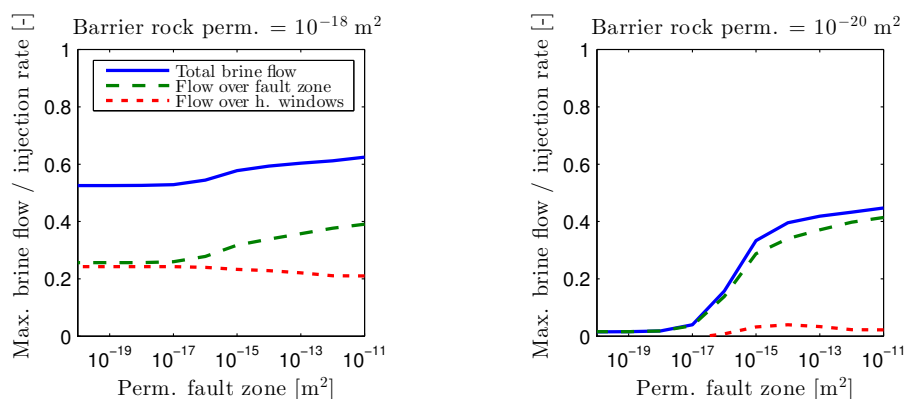 Barrier rock perm. = 10⁻¹⁸ m²
Max. brine flow / injection rate [-]
1
0.8
0.6
0.4
0.2
0
Total brine flow
Flow over fault zone
Flow over h. windows
10⁻¹⁹ 10⁻¹⁷ 10⁻¹⁵ 10⁻¹³ 10⁻¹¹
Perm. fault zone [m²]
Barrier rock perm. = 10⁻²⁰ m²
Max. brine flow / injection rate [-]
1
0.8
0.6
0.4
0.2
0
10⁻¹⁹ 10⁻¹⁷ 10⁻¹⁵ 10⁻¹³ 10⁻¹¹
Perm. fault zone [m²]